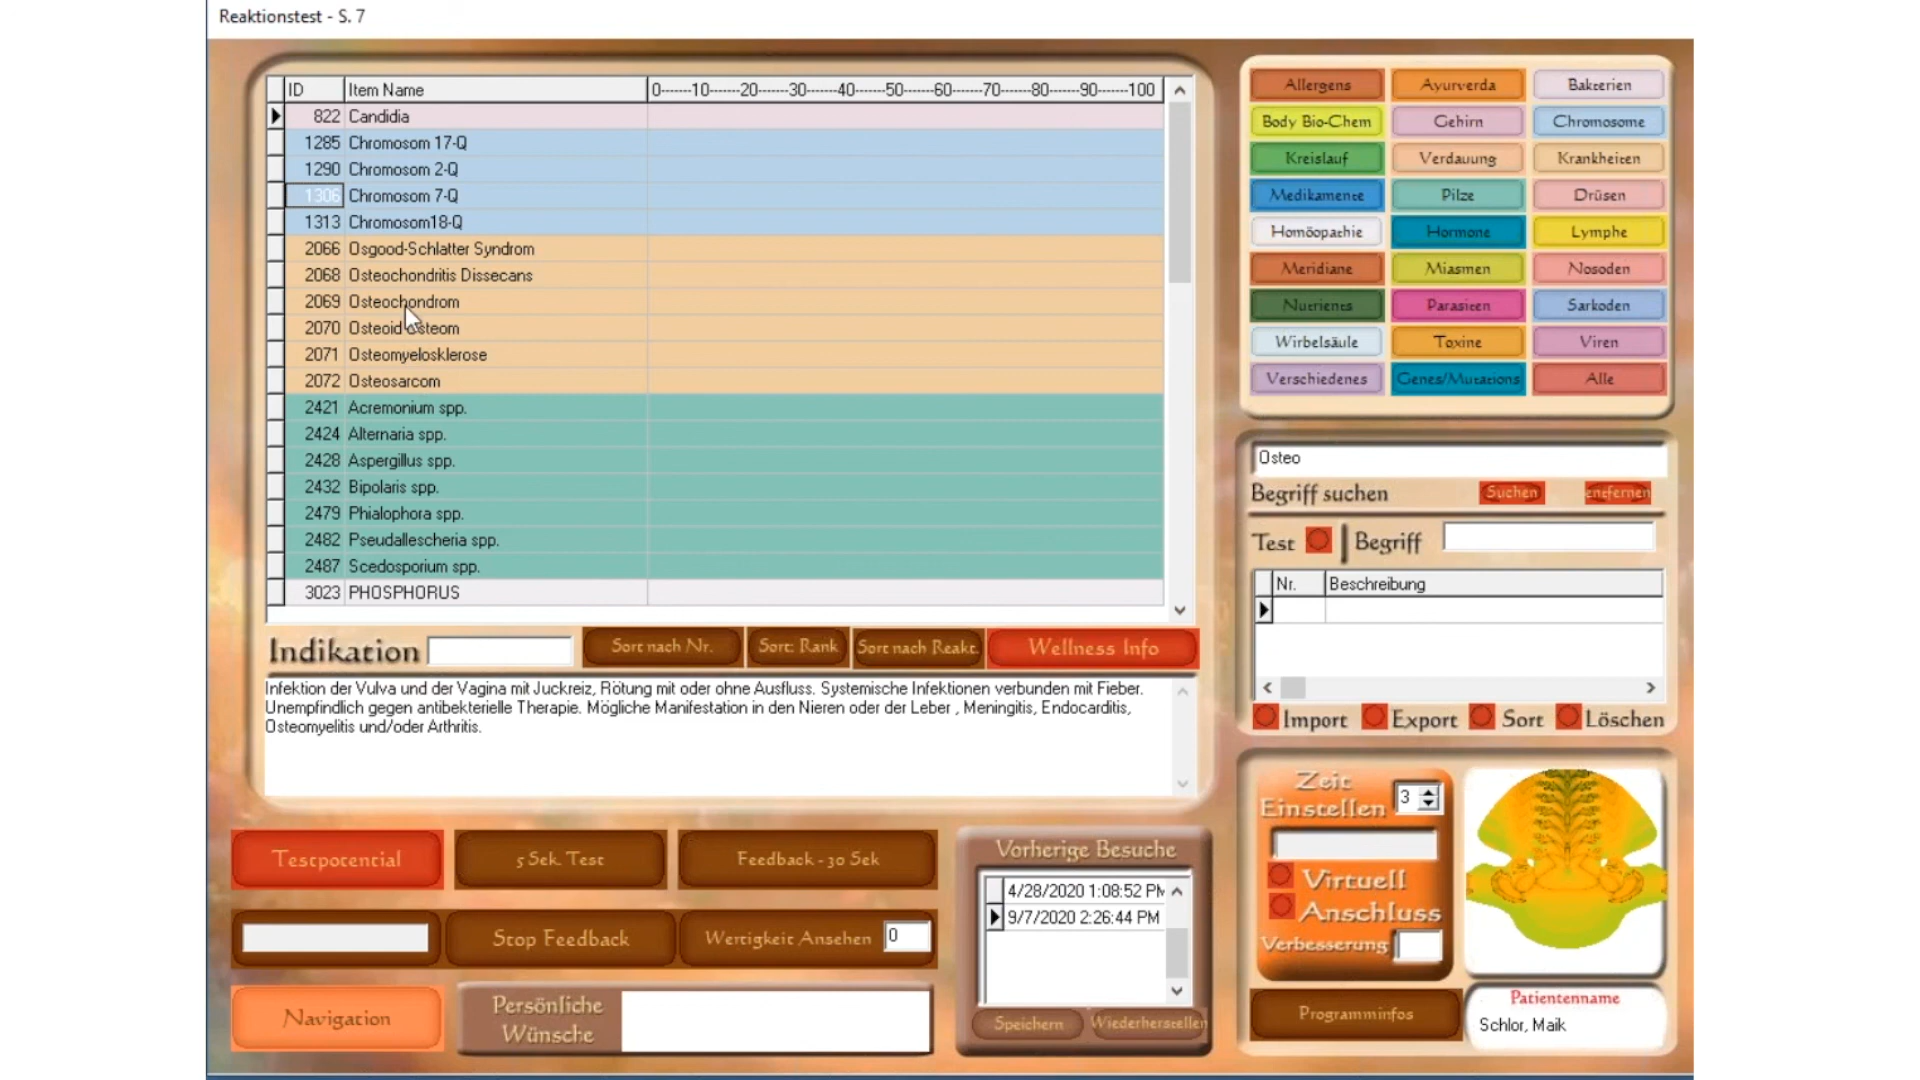 Reaktionstest - S. 7
ID Item Name 0------10------20------30------40------50------60------70------80------90------100
822 Candidia
1285 Chromosom 17-Q
1290 Chromosom 2-Q
1306 Chromosom 7-Q
1313 Chromosom18-Q
2066 Osgood-Schlatter Syndrom
2068 Osteochondritis Dissecans
2069 Osteochondrom
2070 Osteoid Osteom
2071 Osteomyelosklerose
2072 Osteosarcom
2421 Acremonium spp.
2424 Alternaria spp.
2428 Aspergillus spp.
2432 Bipolaris spp.
2479 Phialophora spp.
2482 Pseudallescheria spp.
2487 Scedosporium spp.
3023 PHOSPHORUS
Indikation
Sort nach Nr.
Sort: Rank
Sort nach Reakt.
Wellness Info
Infektion der Vulva und der Vagina mit Juckreiz, Rötung mit oder ohne Ausfluss. Systemische Infektionen verbunden mit Fieber.
Unempfindlich gegen antibekterielle Therapie. Mögliche Manifestation in den Nieren oder der Leber , Meningitis, Endocarditis,
Osteomyelitis und/oder Arthritis.
Testpotential
5 Sek. Test
Feedback - 30 Sek
Stop Feedback
Wertigkeit Ansehen 0
Navigation
Persönliche
Wünsche
Vorherige Besuche
4/28/2020 1:08:52 PM
9/7/2020 2:26:44 PM
Speichern
Wiederherstellen
Allergens Ayurverda Bakterien
Body Bio-Chem Gehirn Chromosome
Kreislauf Verdauung Krankheiten
Medikamente Pilze Drüsen
Homöopathie Hormone Lymphe
Meridiane Miasmen Nosoden
Nutrients Parasiten Sarkoden
Wirbelsäule Toxine Viren
Verschiedenes Genes/Mutations Alle
Osteo
Begriff suchen Suchen entfernen
Test Begriff
Nr. Beschreibung
Import Export Sort Löschen
Zeit
Einstellen 3
Virtuell
Anschluss
Verbesserung
Programminfos
Patientenname
Schlor, Maik